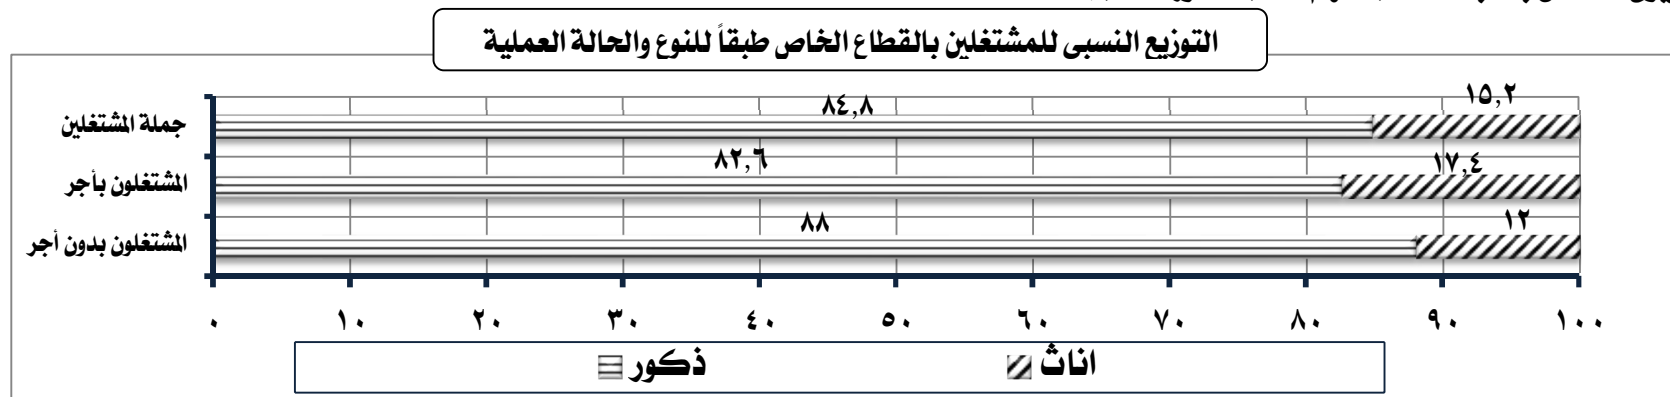 التوزيع النسبى للمشتغلين بالقطاع الخاص طبقاً للنوع والحالة العملية
جملة المشتغلين
٨٤,٨
١٥,٢
المشتغلون بأجر
٨٢,٦
١٧,٤
المشتغلون بدون أجر
٨٨
١٢
٠ ١٠ ٢٠ ٣٠ ٤٠ ٥٠ ٦٠ ٧٠ ٨٠ ٩٠ ١٠٠
ذكور
اناث